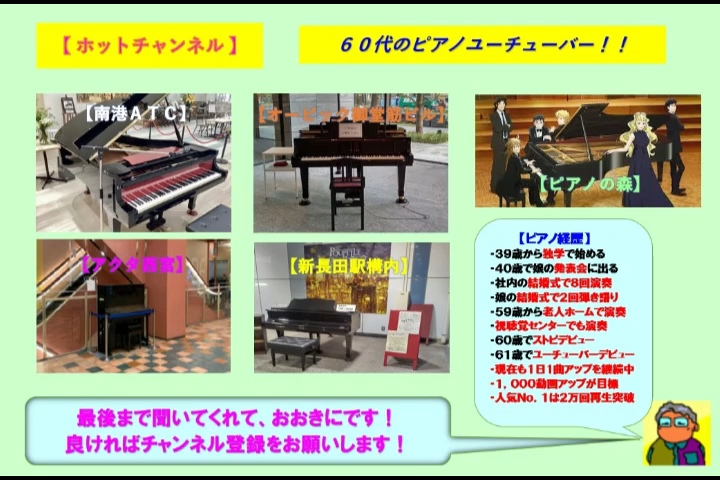 【ホットチャンネル】
６０代のピアノユーチューバー！！
【南港ＡＴＣ】
【オービック御堂筋ビル】
【ピアノの森】
【アクタ西宮】
【新長田駅構内】
【ピアノ経歴】
・39歳から独学で始める
・40歳で娘の発表会に出る
・社内の結婚式で8回演奏
・娘の結婚式で2回弾き語り
・59歳から老人ホームで演奏
・視聴覚センターでも演奏
・60歳でストピデビュー
・61歳でユーチューバーデビュー
・現在も1日1曲アップを継続中
・1，000動画アップが目標
・人気No．1は2万回再生突破
最後まで聞いてくれて、おおきにです！
良ければチャンネル登録をお願いします！